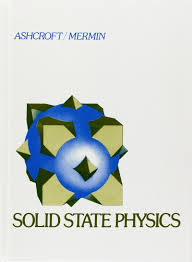 ASHCROFT/MERMIN
SOLID STATE PHYSICS